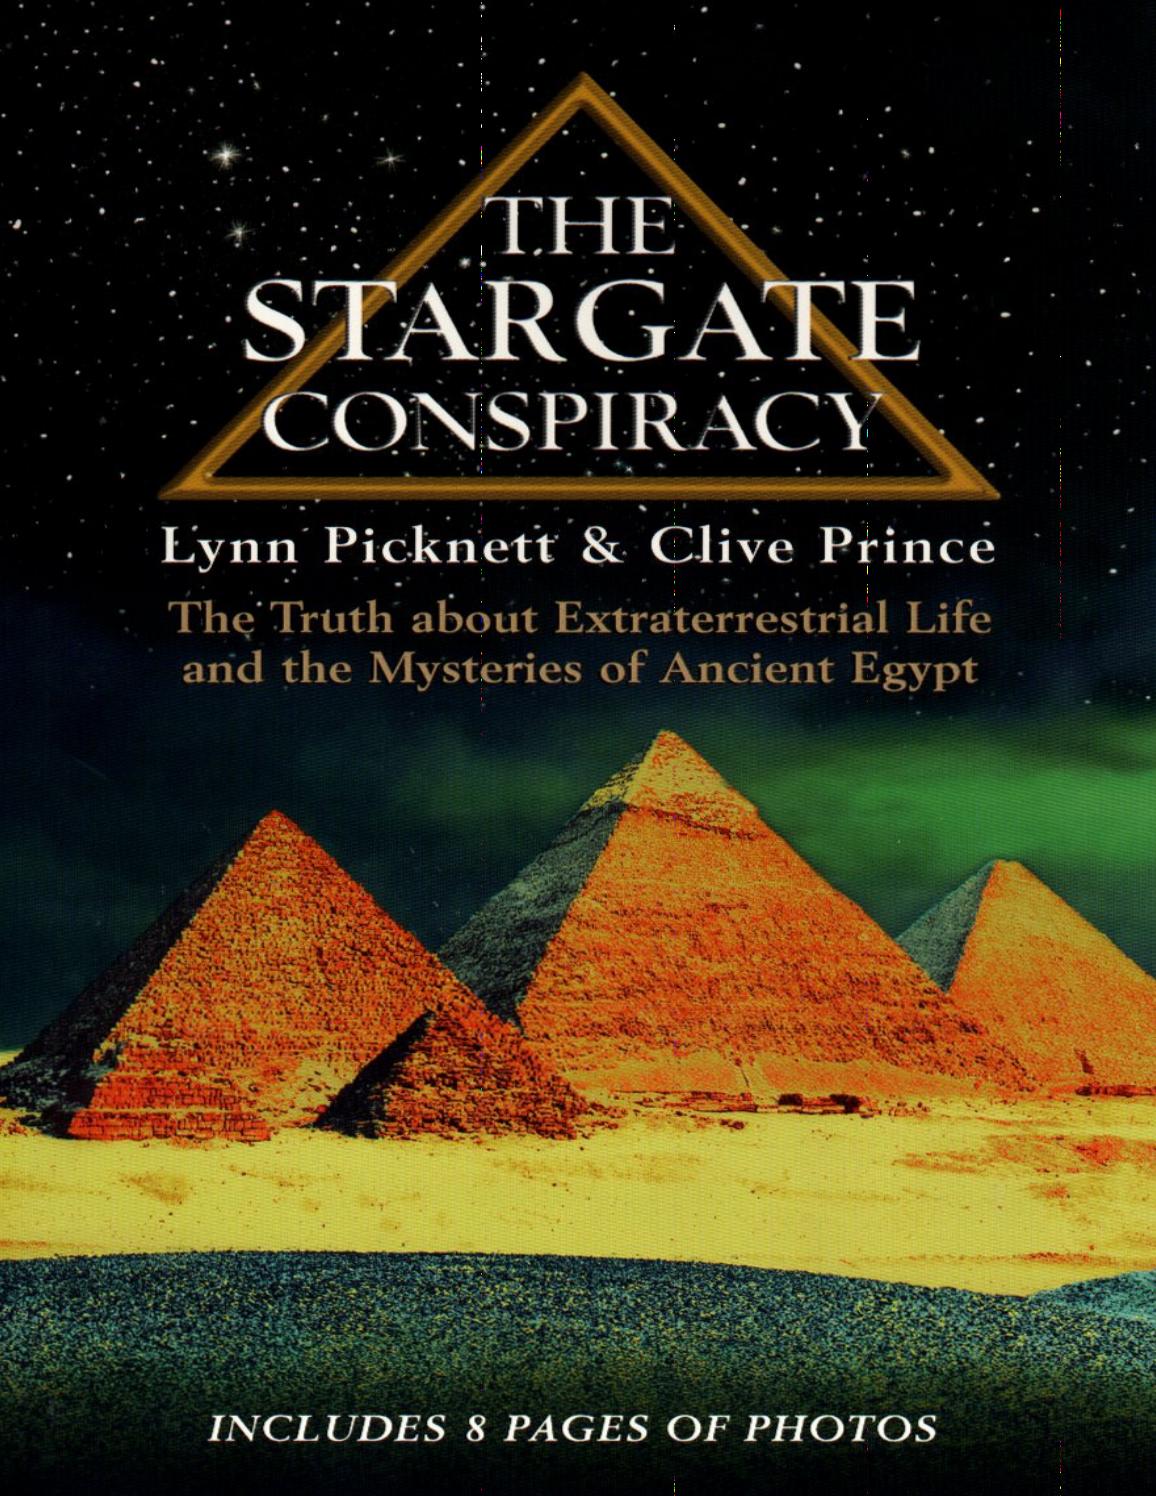 THE
STARGATE
CONSPIRACY
Lynn Picknett & Clive Prince
The Truth about Extraterrestrial Life
and the Mysteries of Ancient Egypt
INCLUDES 8 PAGES OF PHOTOS